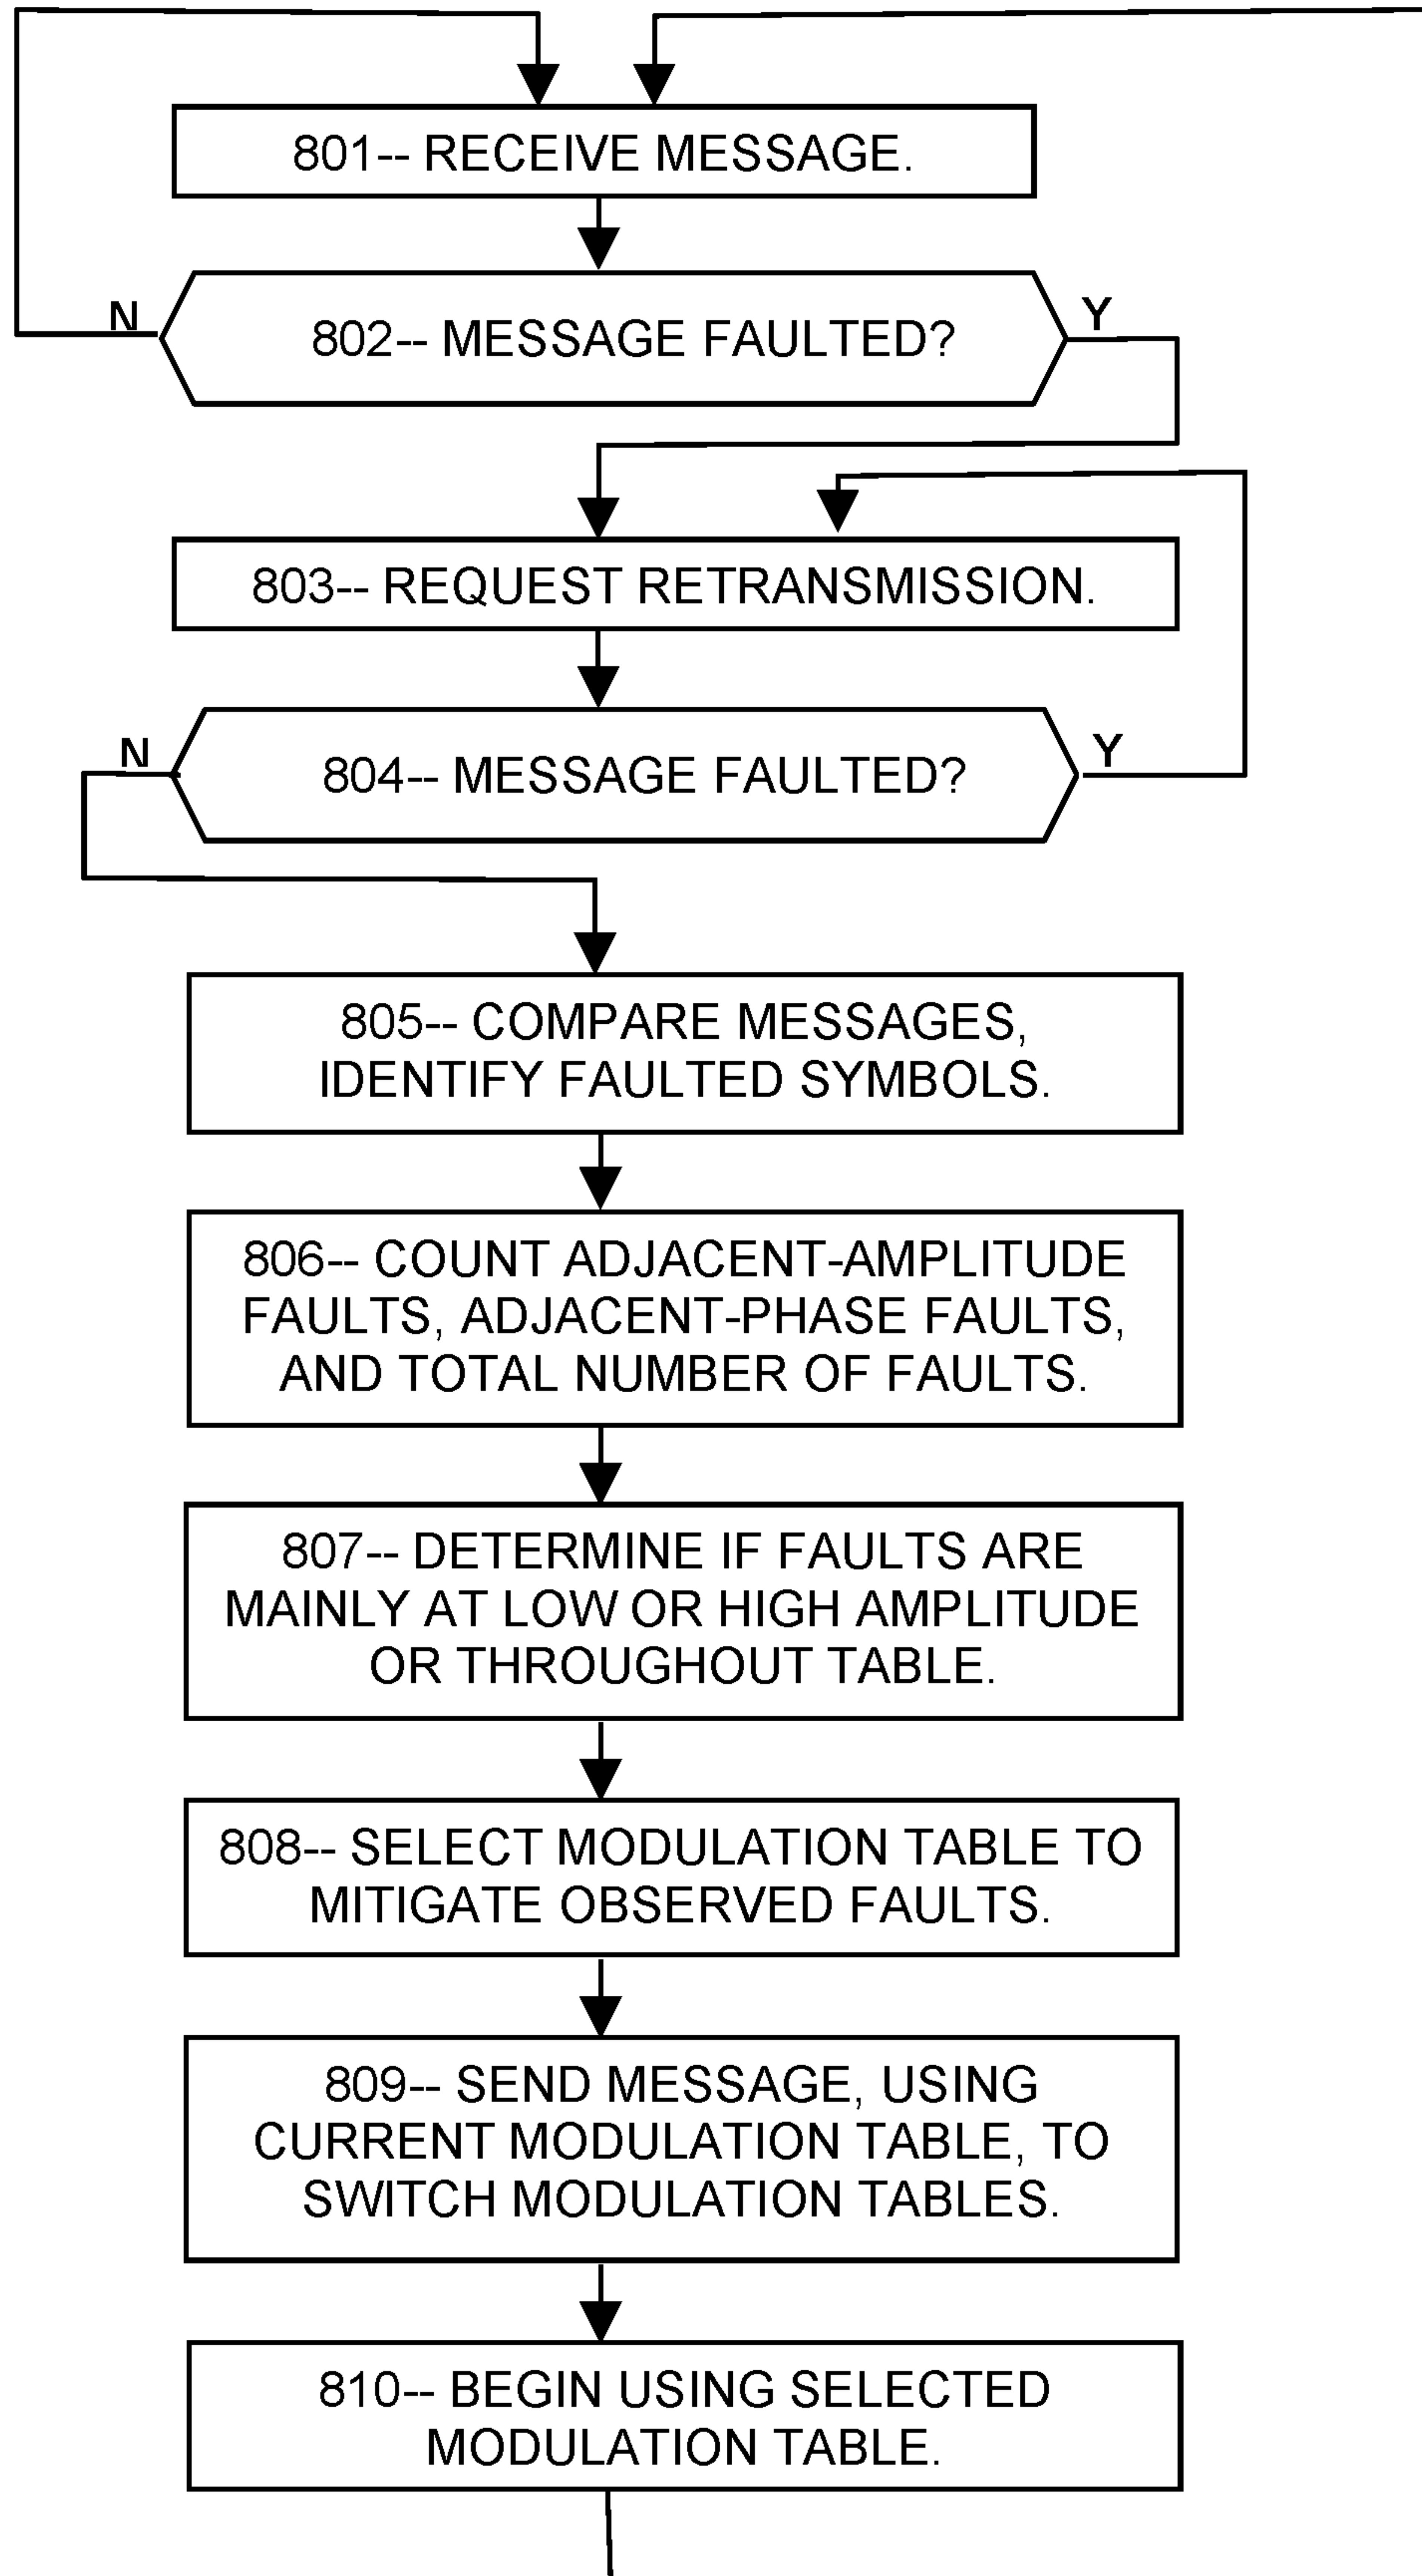 801-- RECEIVE MESSAGE.
N
802-- MESSAGE FAULTED?
Y
803-- REQUEST RETRANSMISSION.
N
804-- MESSAGE FAULTED?
Y
805-- COMPARE MESSAGES,
IDENTIFY FAULTED SYMBOLS.
806-- COUNT ADJACENT-AMPLITUDE
FAULTS, ADJACENT-PHASE FAULTS,
AND TOTAL NUMBER OF FAULTS.
807-- DETERMINE IF FAULTS ARE
MAINLY AT LOW OR HIGH AMPLITUDE
OR THROUGHOUT TABLE.
808-- SELECT MODULATION TABLE TO
MITIGATE OBSERVED FAULTS.
809-- SEND MESSAGE, USING
CURRENT MODULATION TABLE, TO
SWITCH MODULATION TABLES.
810-- BEGIN USING SELECTED
MODULATION TABLE.